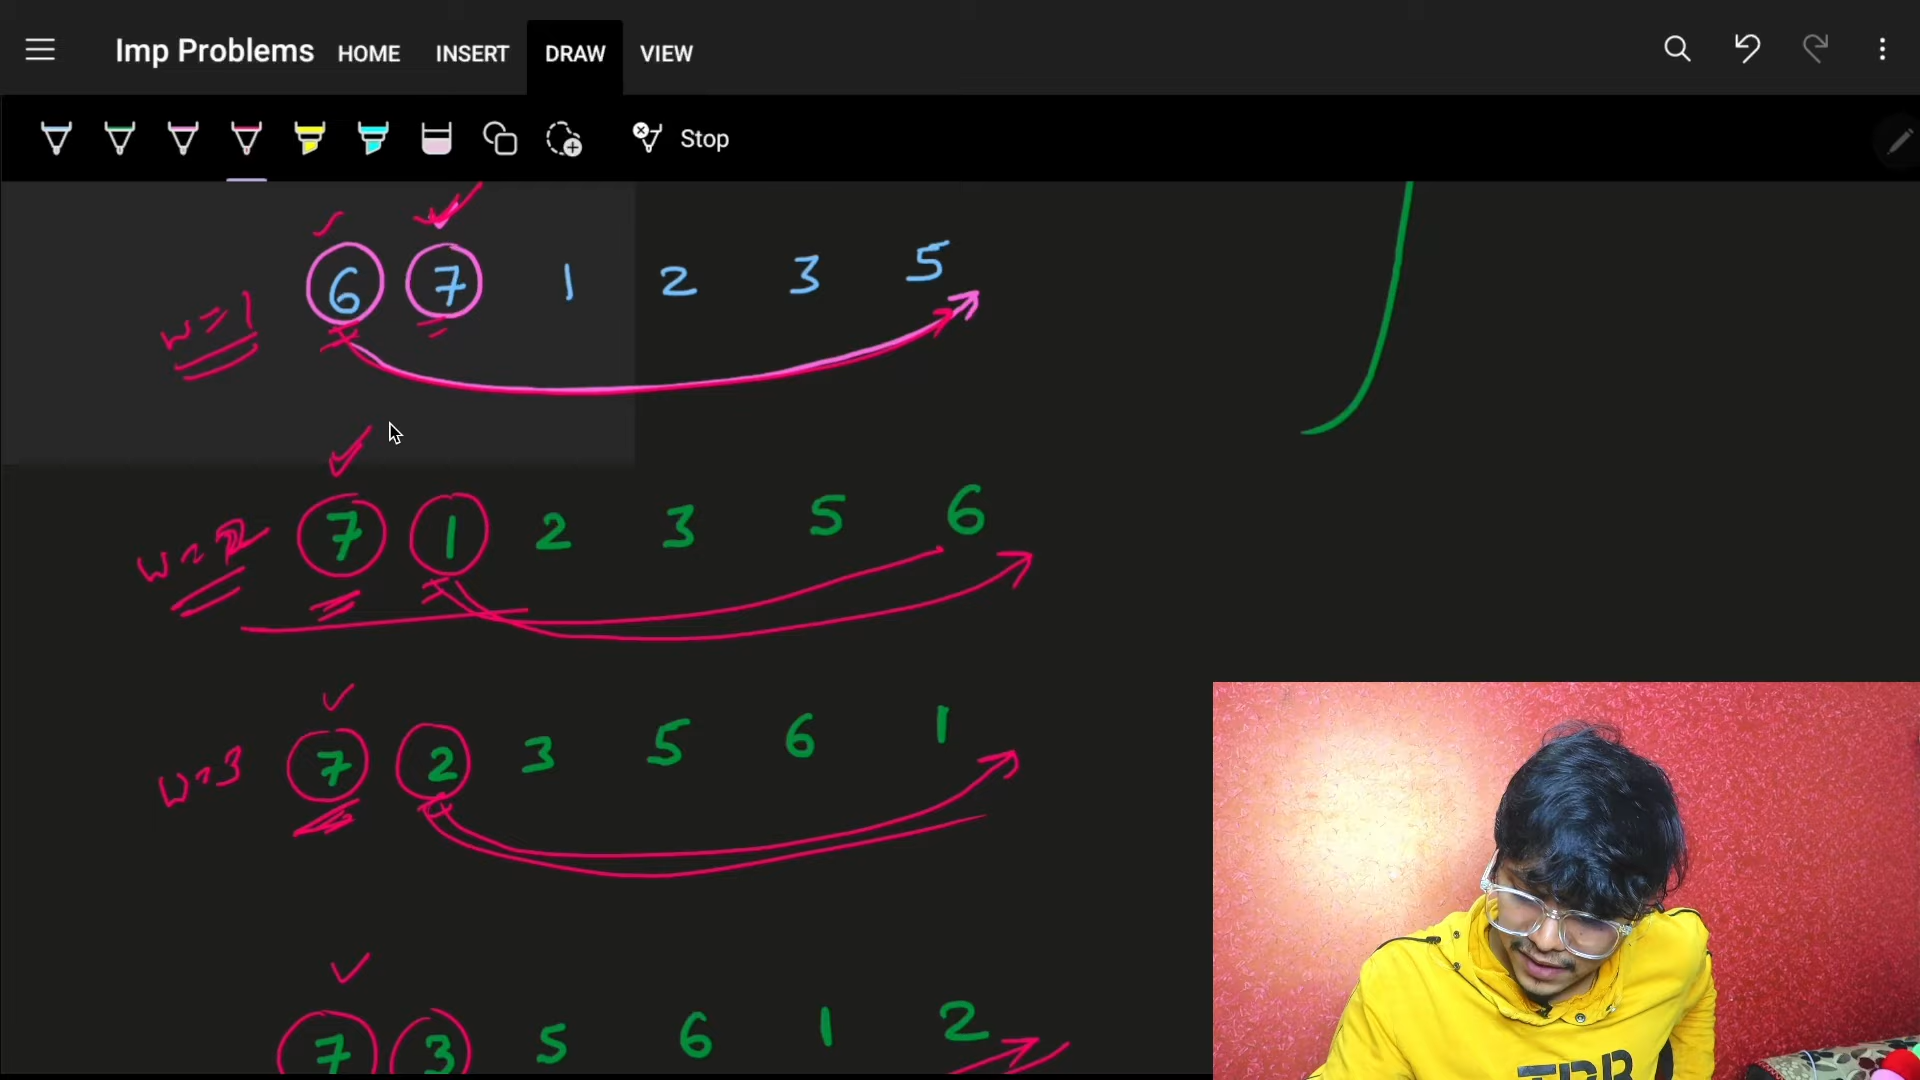 Imp Problems HOME INSERT DRAW VIEW
Stop
6 7 1 2 3 5
w=1
7 1 2 3 5 6
w=2
7 2 3 5 6 1
w=3
7 3 5 6 1 2